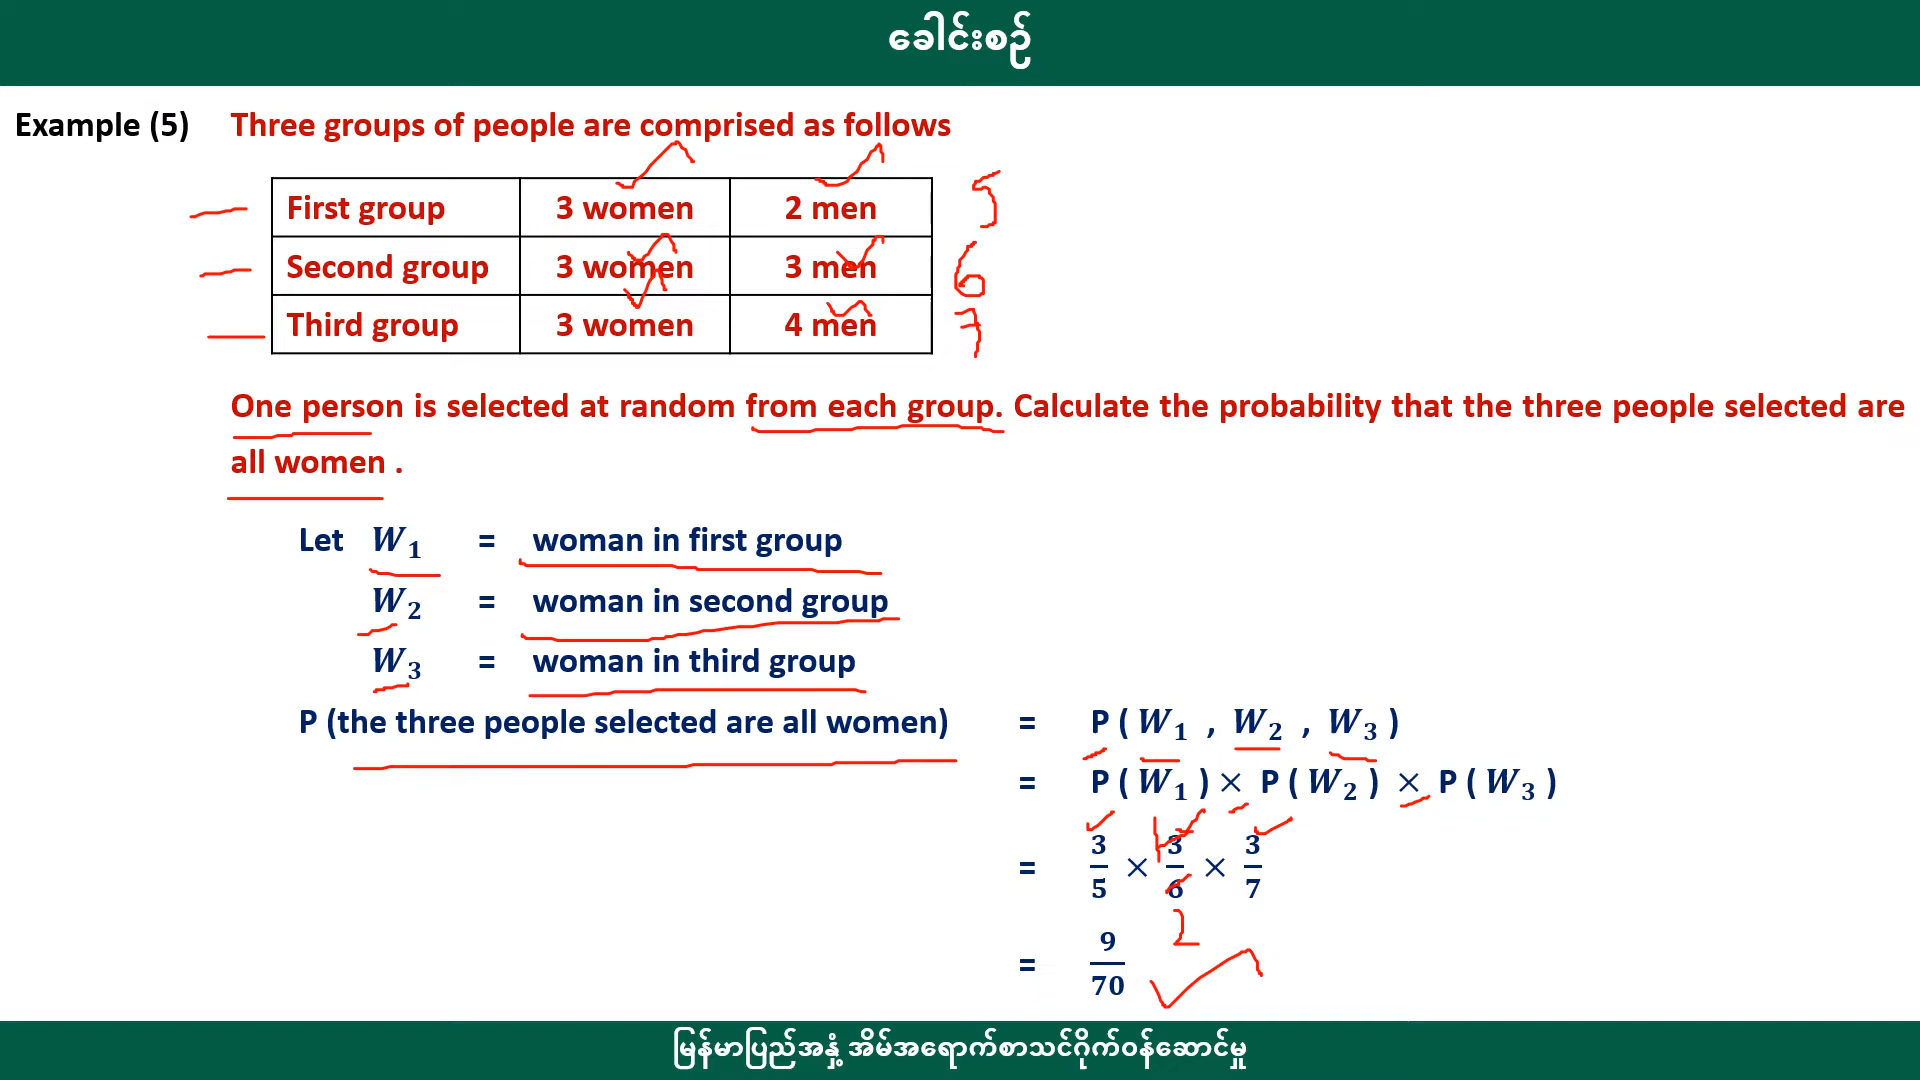 ခေါင်းစဉ်
Example (5) Three groups of people are comprised as follows
First group 3 women 2 men 5
Second group 3 women 3 men 6
Third group 3 women 4 men 7
One person is selected at random from each group. Calculate the probability that the three people selected are
all women .
Let W₁ = woman in first group
W₂ = woman in second group
W₃ = woman in third group
P (the three people selected are all women) = P ( W₁ , W₂ , W₃ )
= P ( W₁ ) × P ( W₂ ) × P ( W₃ )
= 3/5 × 3/6 × 3/7
1
2
= 9/70
မြန်မာပြည်အနှံ့ အိမ်အရောက်စာသင်ဂိုက်ဝန်ဆောင်မှု